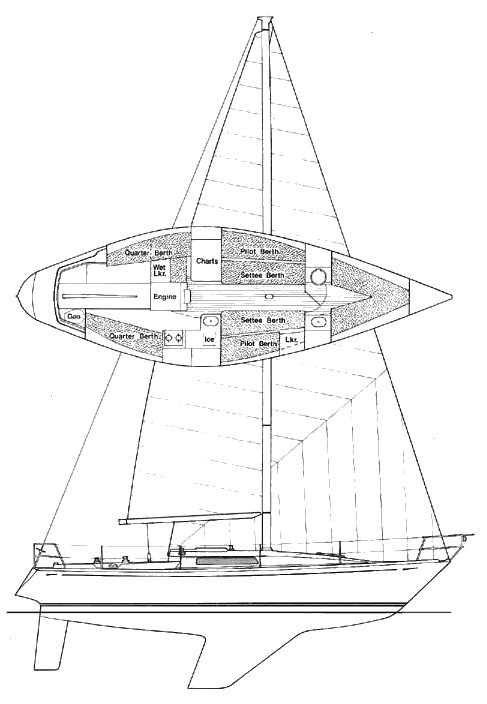 Quarter Berth
Wet
Lkr.
Charts
Pilot Berth
Settee Berth
Engine
Gas
Quarter Berth
Ice
Settee Berth
Pilot Berth
Lkr.